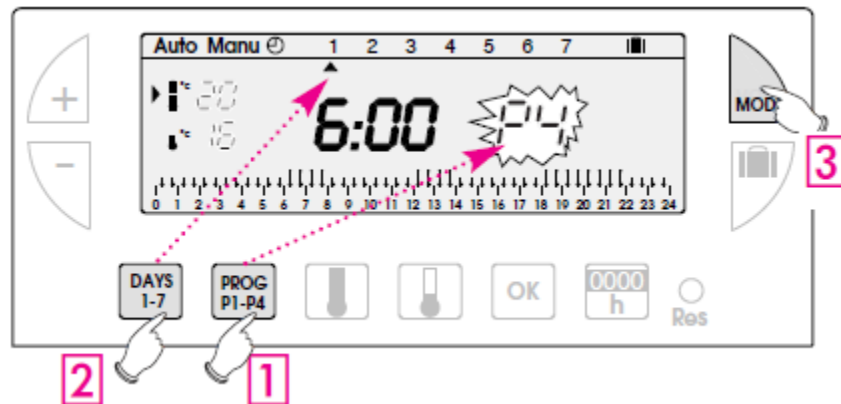 Auto Manu 1 2 3 4 5 6 7
+
°c 20
6:00 P4
MOD
°c 16
-
3
0 1 2 3 4 5 6 7 8 9 10 11 12 13 14 15 16 17 18 19 20 21 22 23 24
DAYS
1-7
PROG
P1-P4
OK
0000
h
Res
2
1